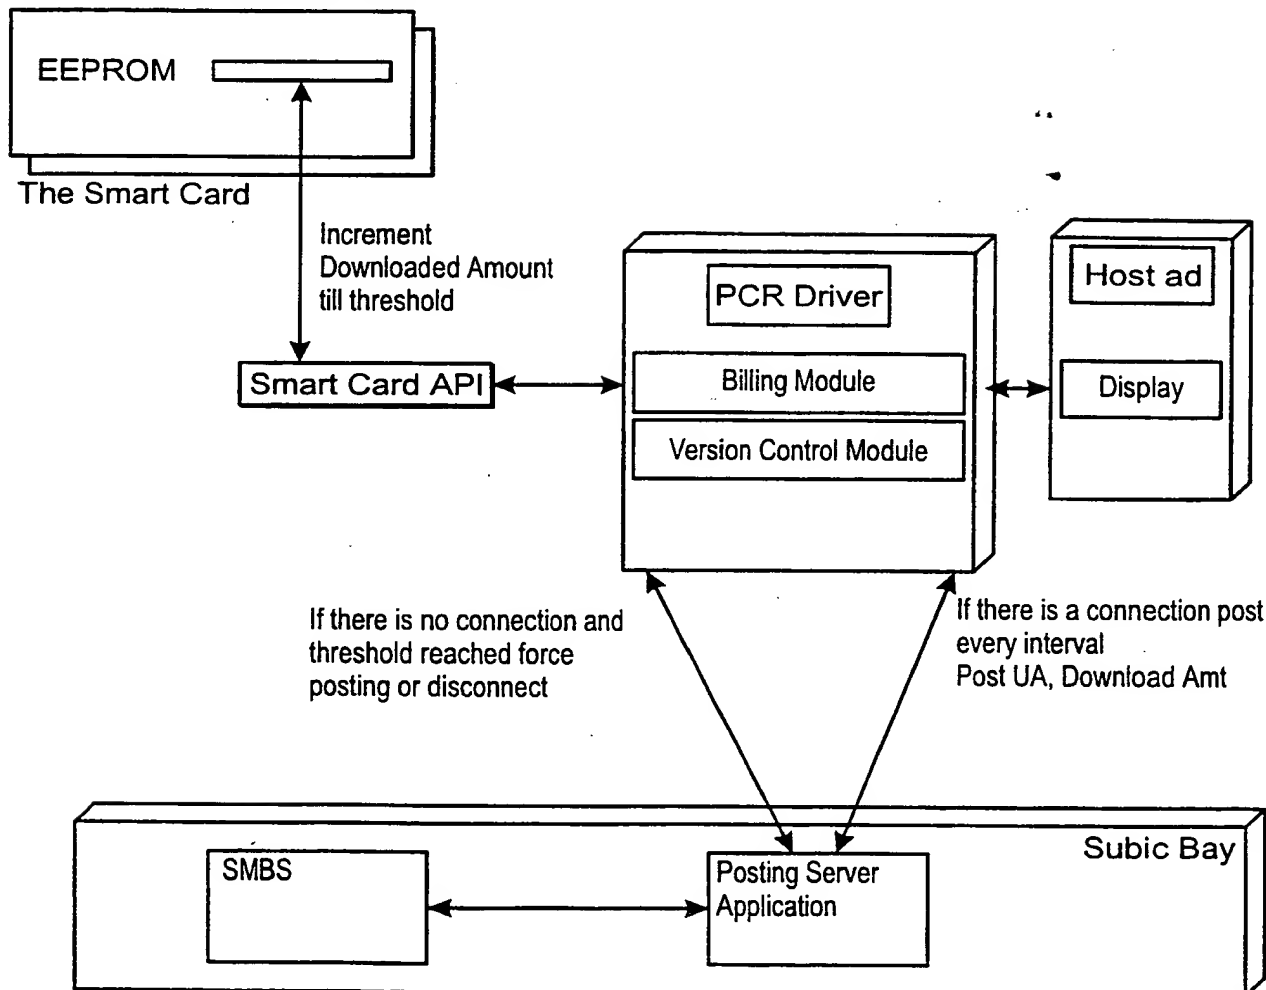 EEPROM
The Smart Card
Increment
Downloaded Amount
till threshold
Smart Card API
PCR Driver
Billing Module
Version Control Module
Host ad
Display
If there is no connection and
threshold reached force
posting or disconnect
If there is a connection post
every interval
Post UA, Download Amt
Subic Bay
SMBS
Posting Server
Application